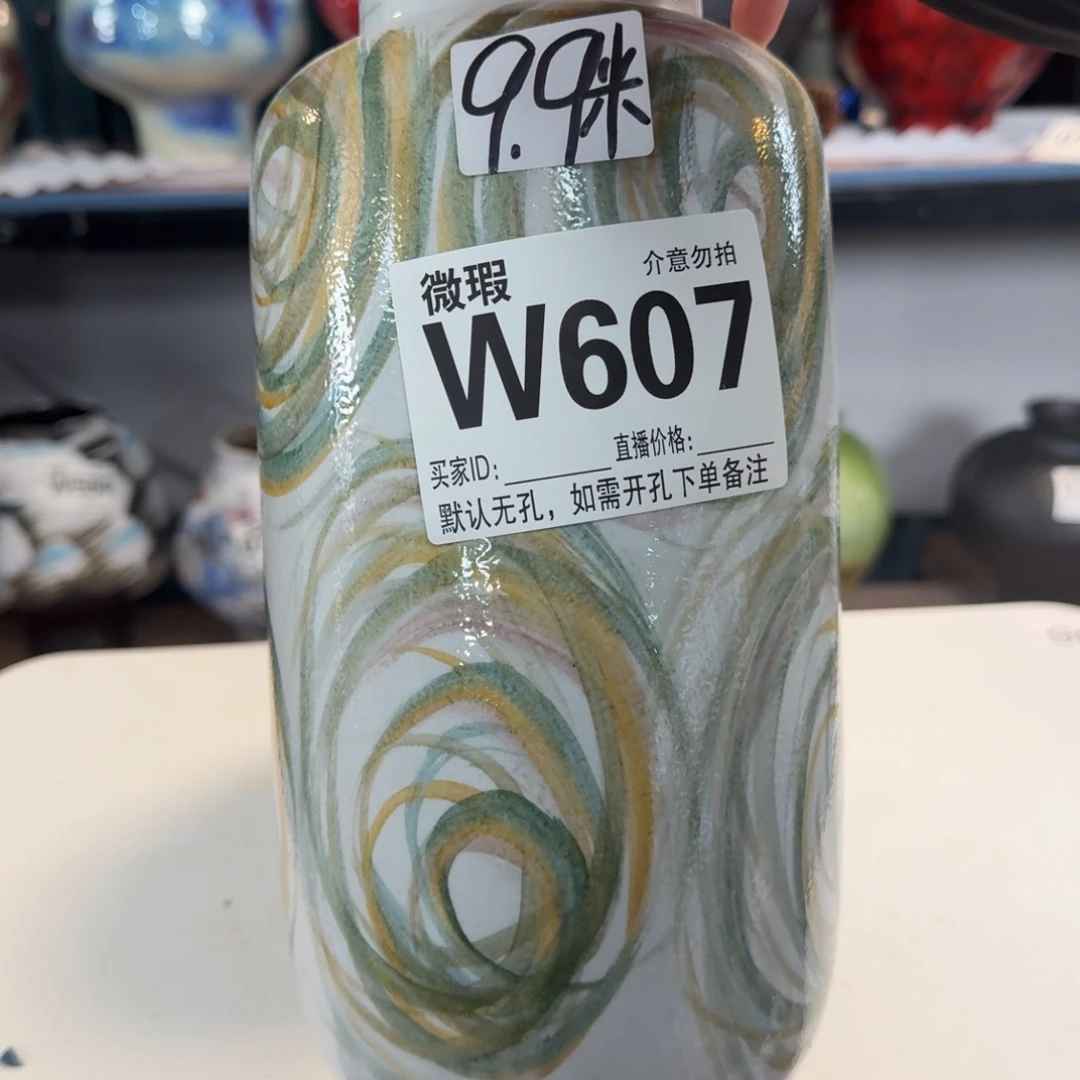 9.9米
微瑕 介意勿拍
W607
买家ID: 直播价格:
默认无孔，如需开孔下单备注